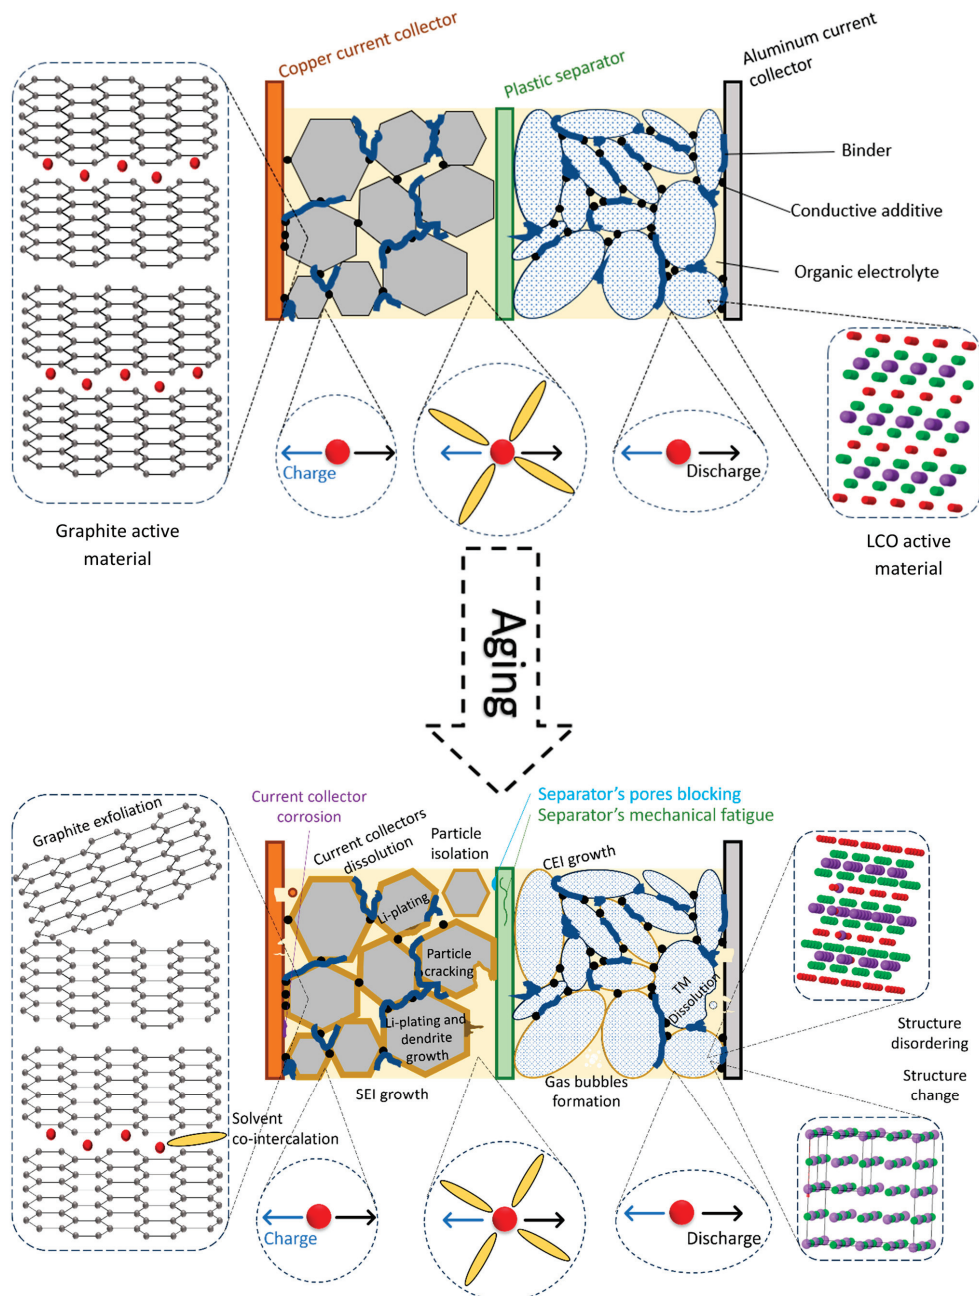 Copper current collector
Plastic separator
Aluminum current
collector
Binder
Conductive additive
Organic electrolyte
Charge
Discharge
Graphite active
material
LCO active
material
Aging
Graphite exfoliation
Current collector
corrosion
Current collectors
dissolution
Particle
isolation
Separator's pores blocking
Separator's mechanical fatigue
CEI growth
Li-plating
Particle
cracking
TM
Dissolution
Li-plating and
dendrite
growth
SEI growth
Gas bubbles
formation
Structure
disordering
Structure
change
Solvent
co-intercalation
Charge
Discharge